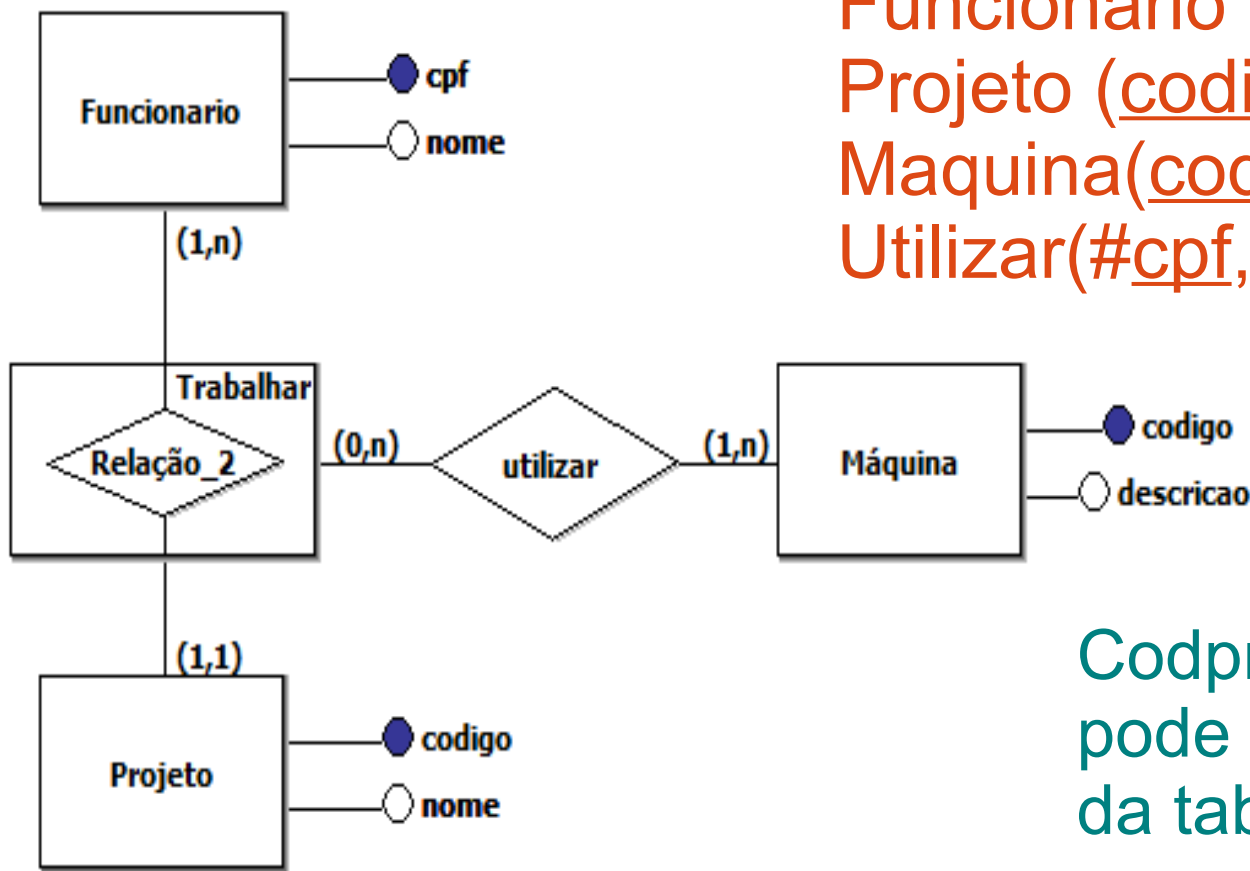 Funcionario
Projeto (codi
Maquina(cod
Utilizar(#cpf,
Funcionario
cpf
nome
(1,n)
Trabalhar
Relação_2
(0,n)
utilizar
(1,n)
Máquina
codigo
descricao
(1,1)
Projeto
codigo
nome
Codpr
pode
da tab